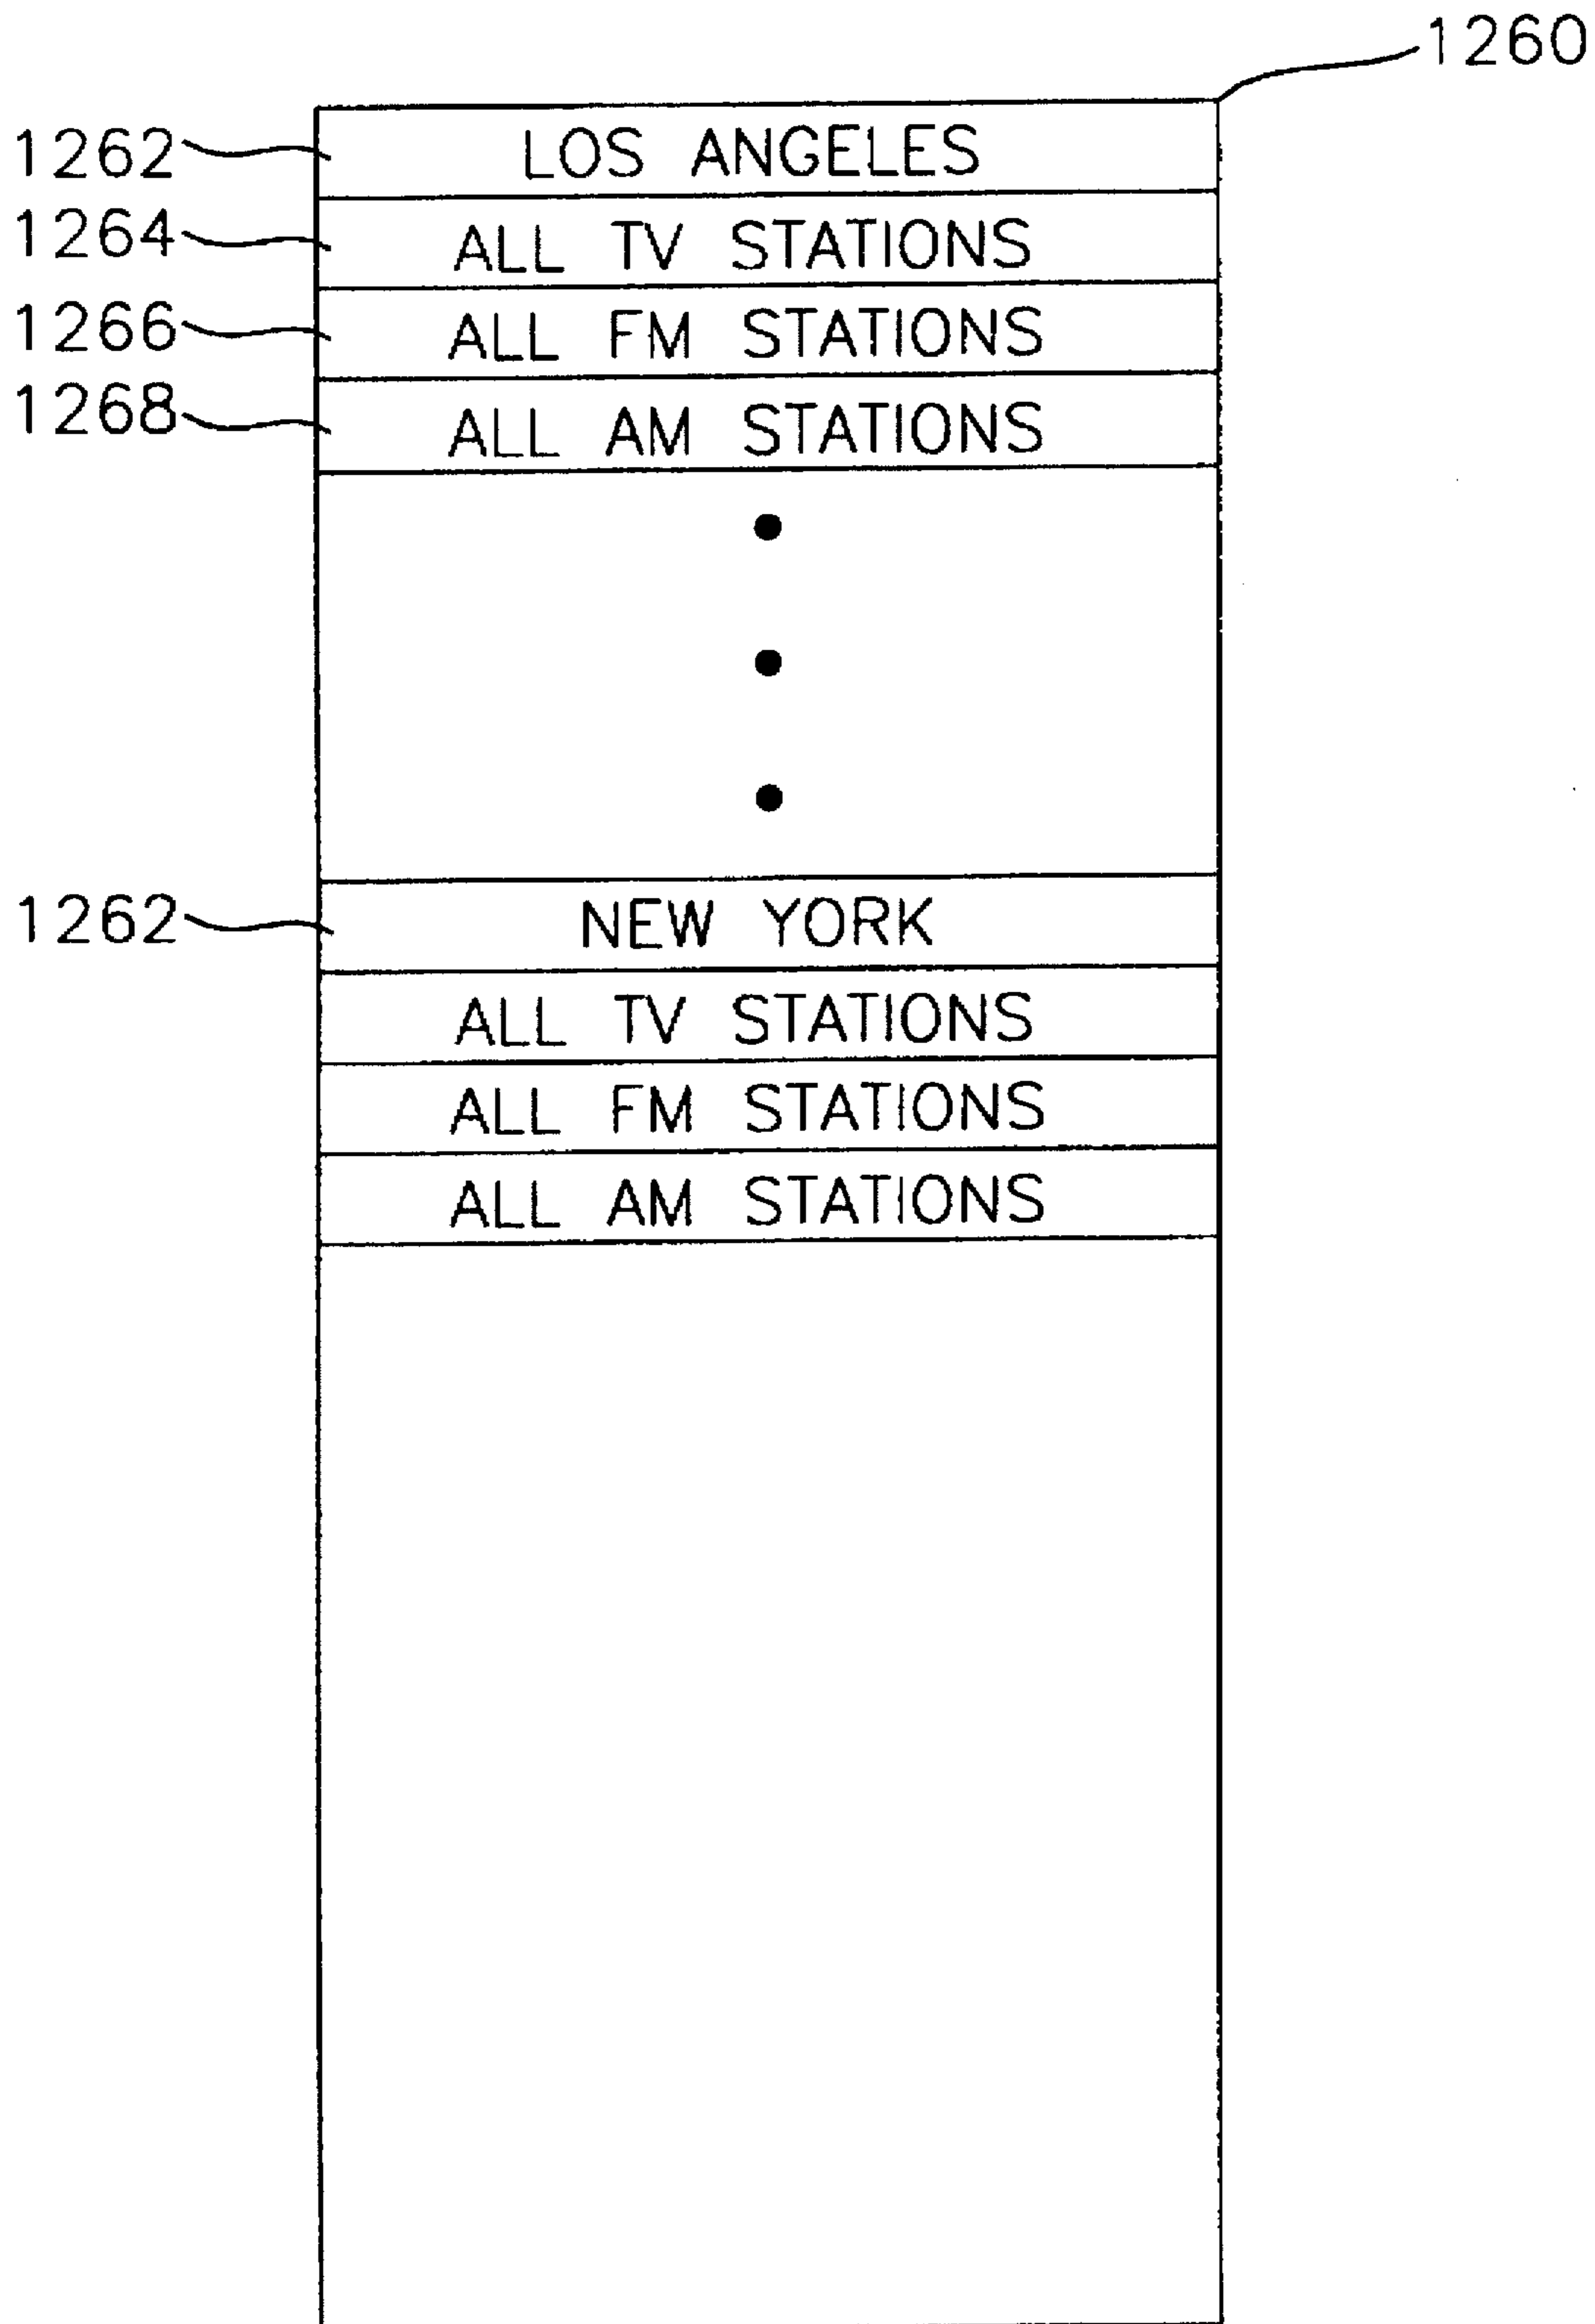 1260
1262 LOS ANGELES
1264 ALL TV STATIONS
1266 ALL FM STATIONS
1268 ALL AM STATIONS
1262 NEW YORK
ALL TV STATIONS
ALL FM STATIONS
ALL AM STATIONS